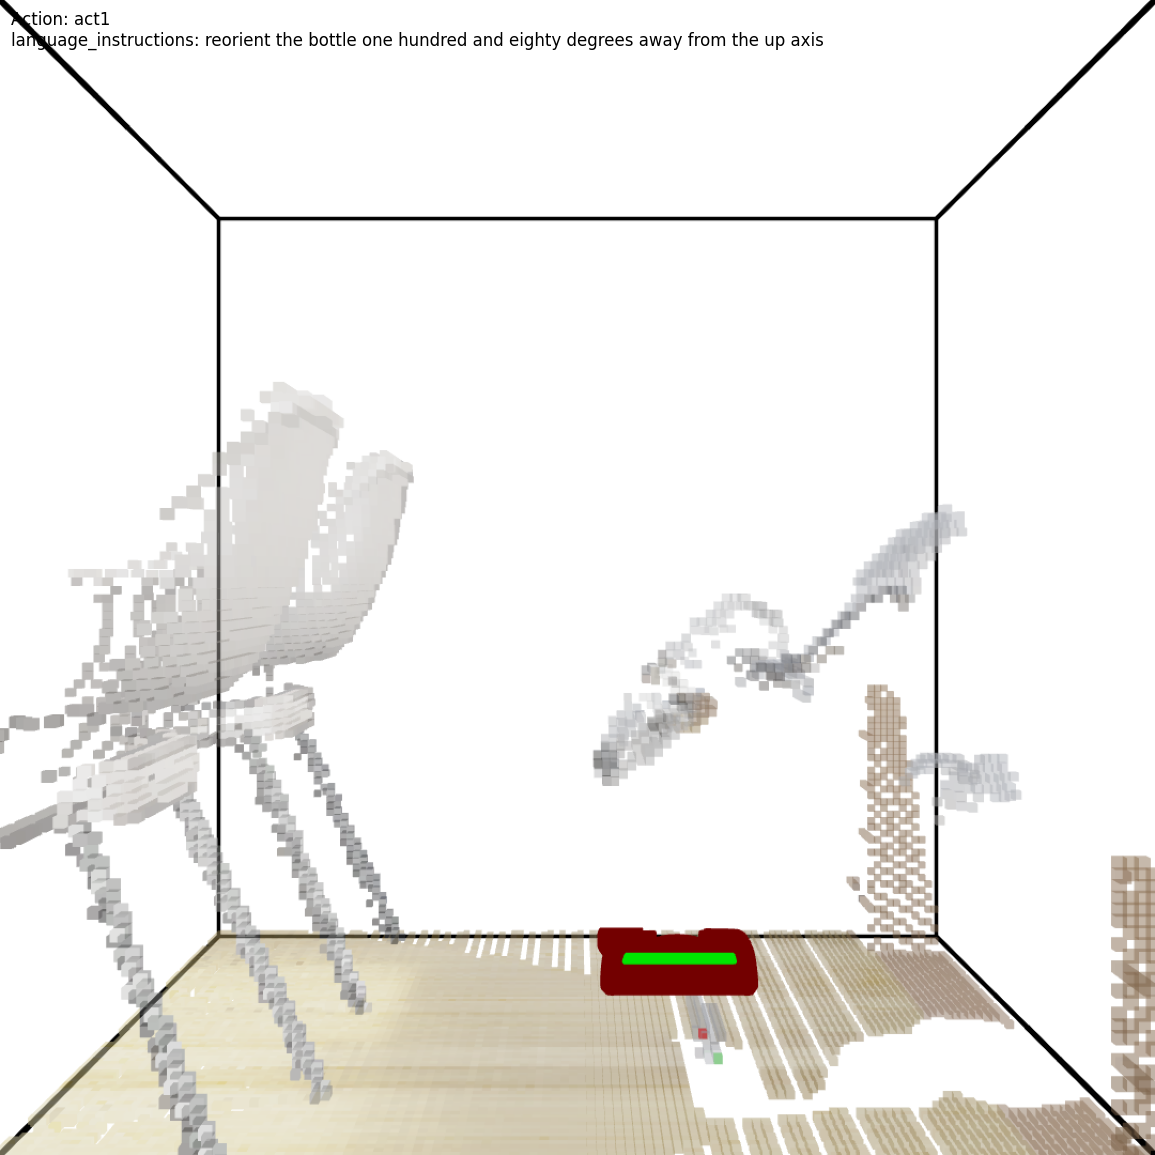 Action: act1
language_instructions: reorient the bottle one hundred and eighty degrees away from the up axis